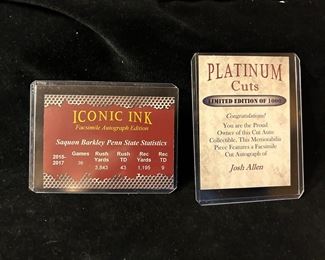 ICONIC INK
Facsimile Autograph Edition
Saquon Barkley Penn State Statistics
Games Rush Yards Rush TD Rec Yards Rec TD
2015-2017 38 3,843 43 1,195 9
PLATINUM
Cuts
LIMITED EDITION OF 1000
Congratulations!
You are the Proud
Owner of this Cut Auto
Collectible. This Memorabilia
Piece Features a Facsimile
Cut Autograph of
Josh Allen